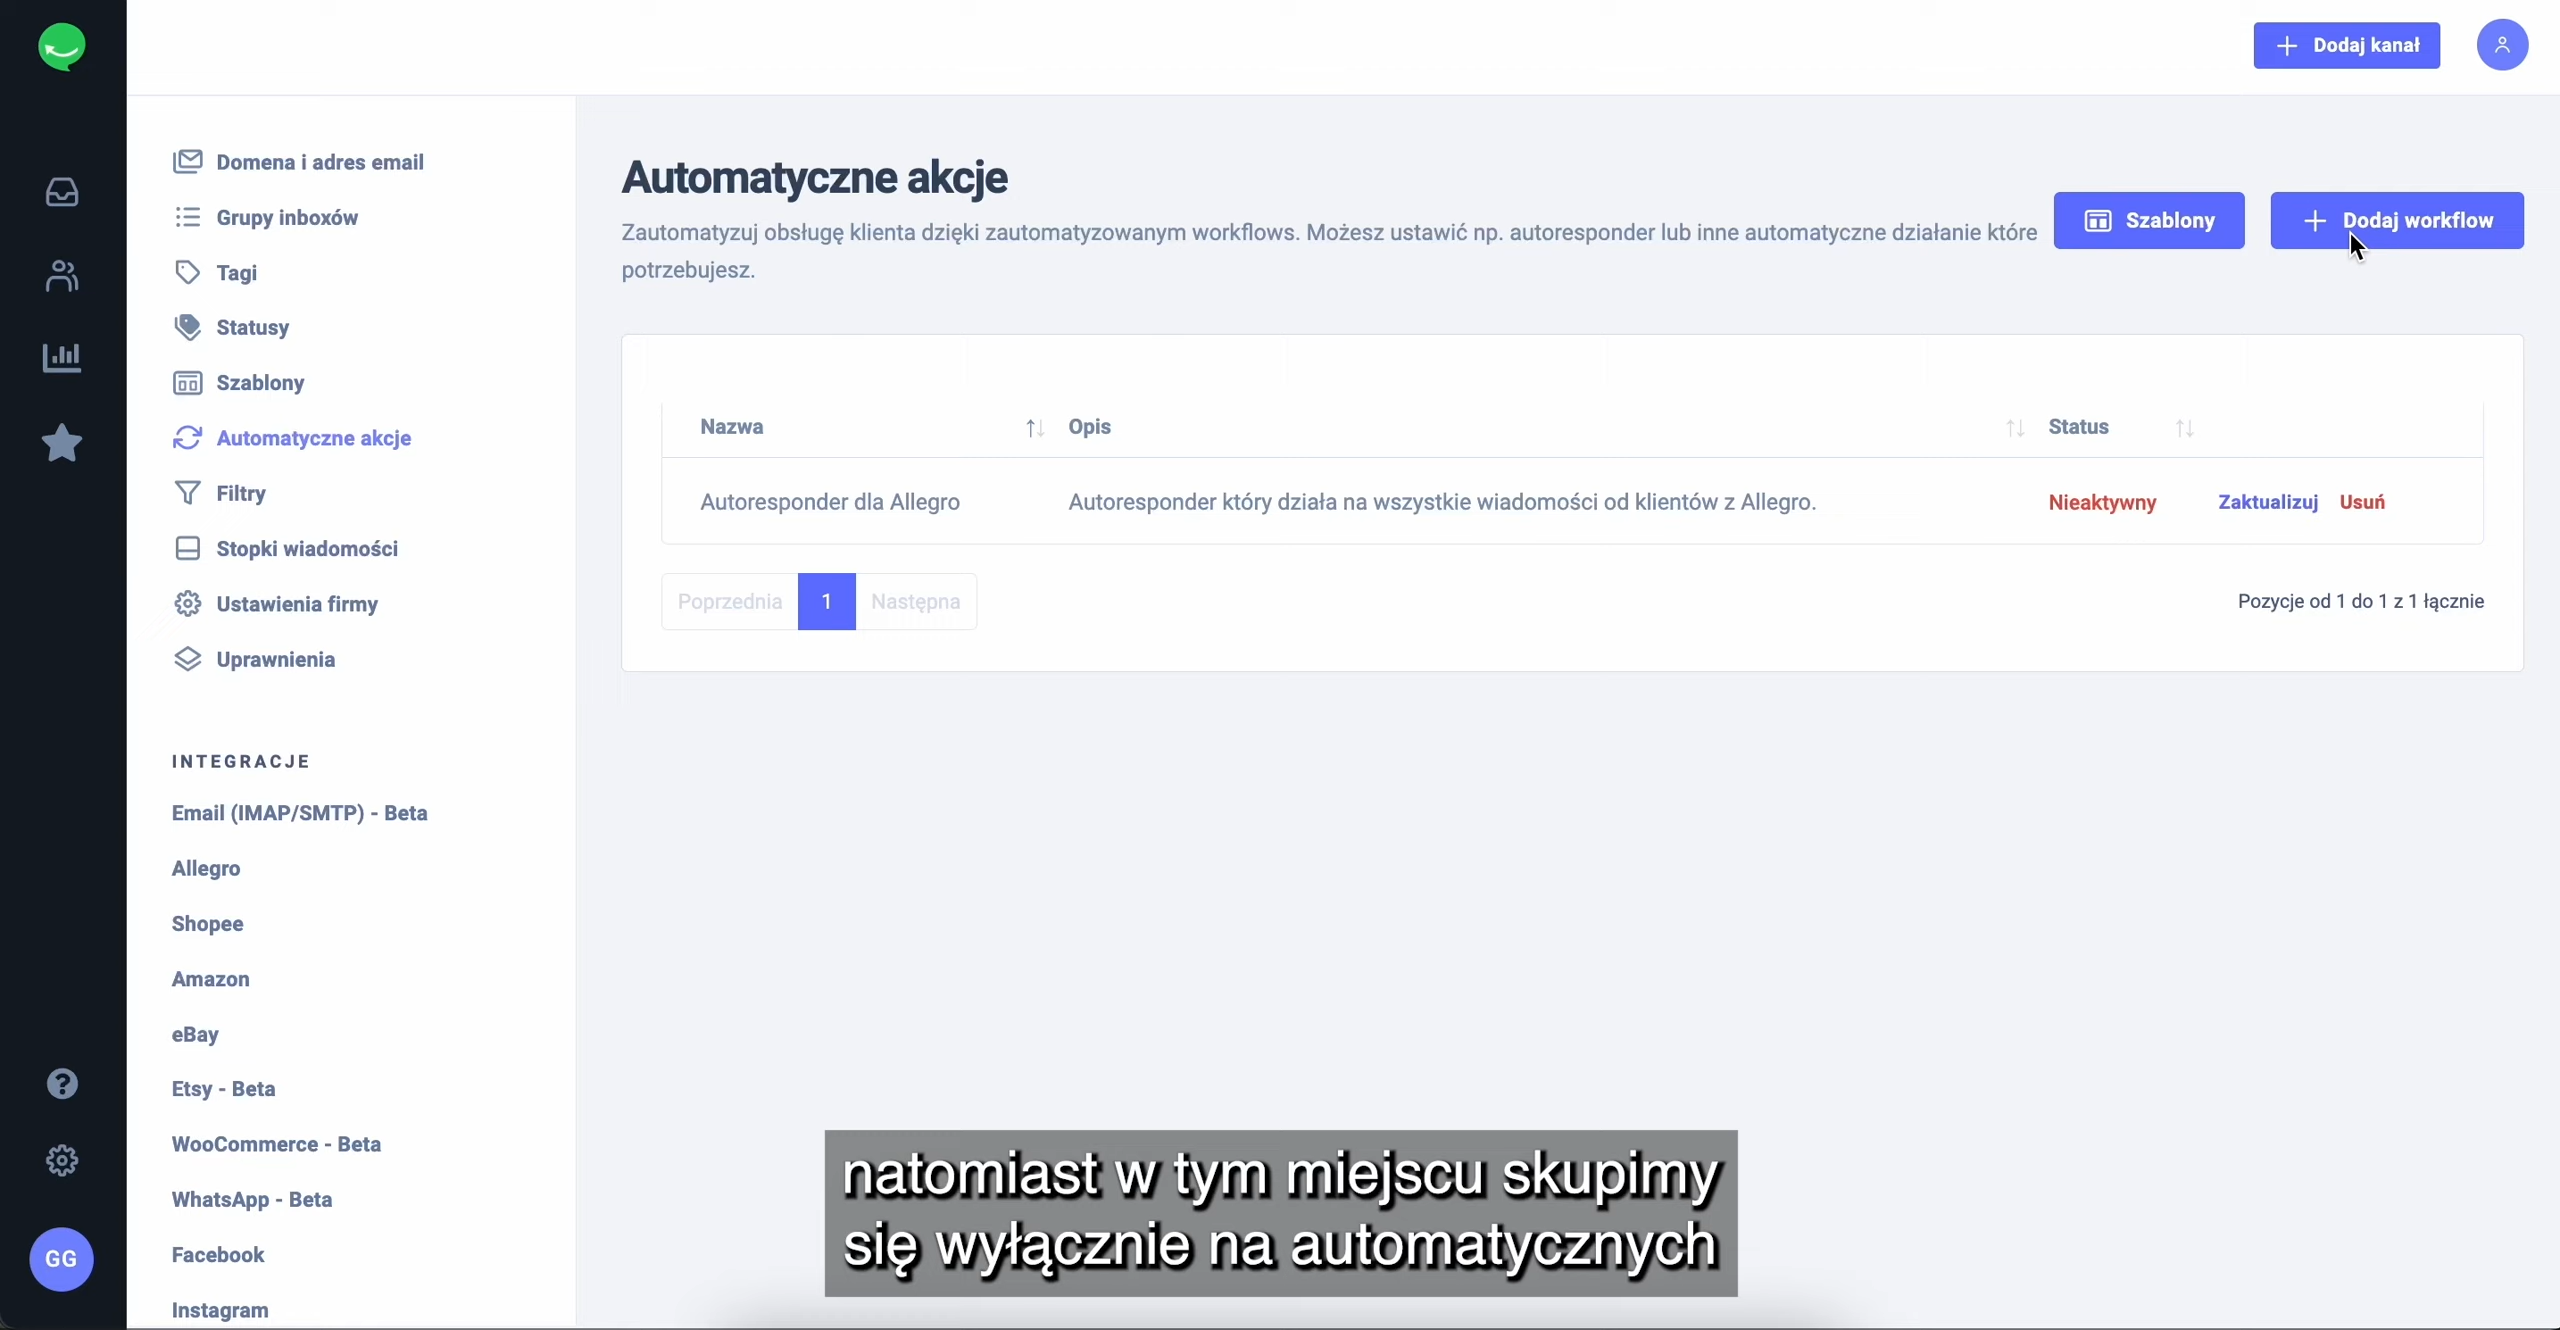 Dodaj kanał
Domena i adres email
Grupy inboxów
Tagi
Statusy
Szablony
Automatyczne akcje
Filtry
Stopki wiadomości
Ustawienia firmy
Uprawnienia
INTEGRACJE
Email (IMAP/SMTP) - Beta
Allegro
Shopee
Amazon
eBay
Etsy - Beta
WooCommerce - Beta
WhatsApp - Beta
Facebook
Instagram
GG
Automatyczne akcje
Zautomatyzuj obsługę klienta dzięki zautomatyzowanym workflows. Możesz ustawić np. autoresponder lub inne automatyczne działanie które
potrzebujesz.
Szablony
Dodaj workflow
Nazwa Opis Status
Autoresponder dla Allegro Autoresponder który działa na wszystkie wiadomości od klientów z Allegro. Nieaktywny Zaktualizuj Usuń
Poprzednia 1 Następna
Pozycje od 1 do 1 z 1 łącznie
natomiast w tym miejscu skupimy
się wyłącznie na automatycznych